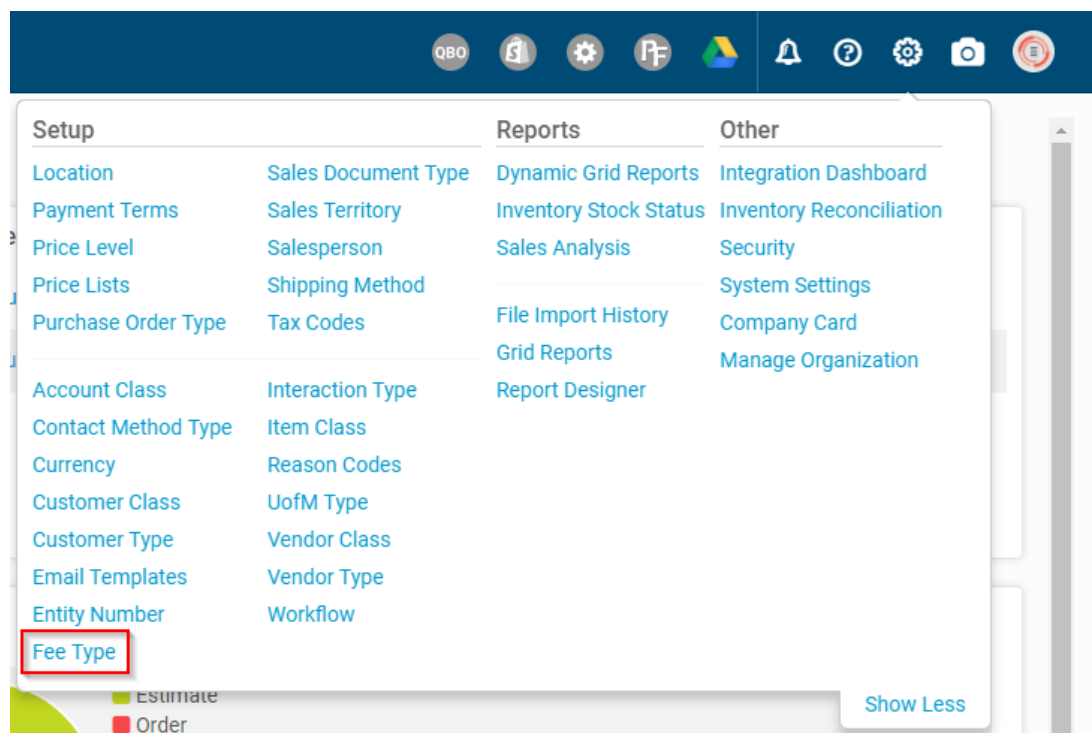 QBO
Setup
Location
Payment Terms
Price Level
Price Lists
Purchase Order Type
Sales Document Type
Sales Territory
Salesperson
Shipping Method
Tax Codes
Account Class
Contact Method Type
Currency
Customer Class
Customer Type
Email Templates
Entity Number
Fee Type
Interaction Type
Item Class
Reason Codes
UofM Type
Vendor Class
Vendor Type
Workflow
Reports
Dynamic Grid Reports
Inventory Stock Status
Sales Analysis
File Import History
Grid Reports
Report Designer
Other
Integration Dashboard
Inventory Reconciliation
Security
System Settings
Company Card
Manage Organization
Show Less
Estimate
Order